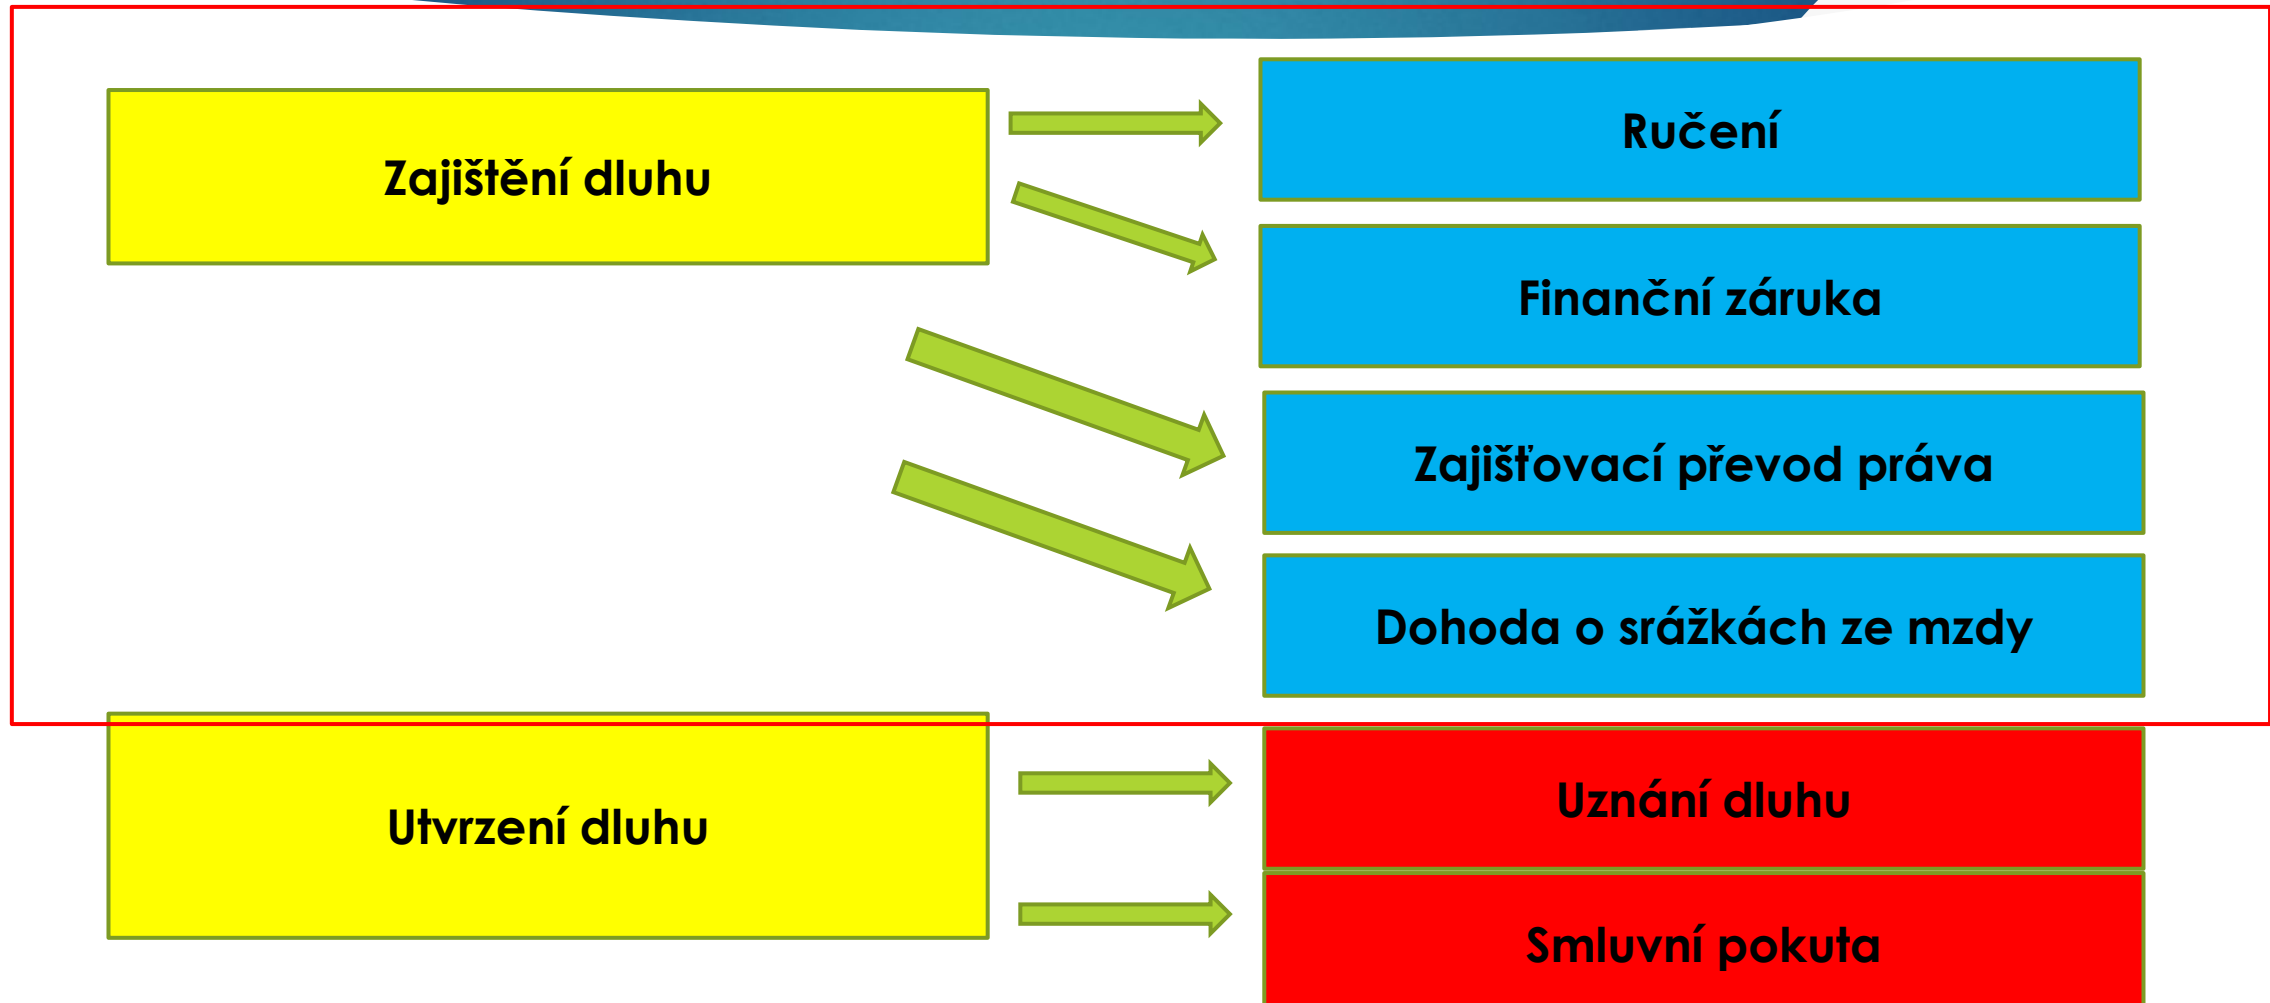 Zajištění dluhu
Ručení
Finanční záruka
Zajišťovací převod práva
Dohoda o srážkách ze mzdy
Utvrzení dluhu
Uznání dluhu
Smluvní pokuta